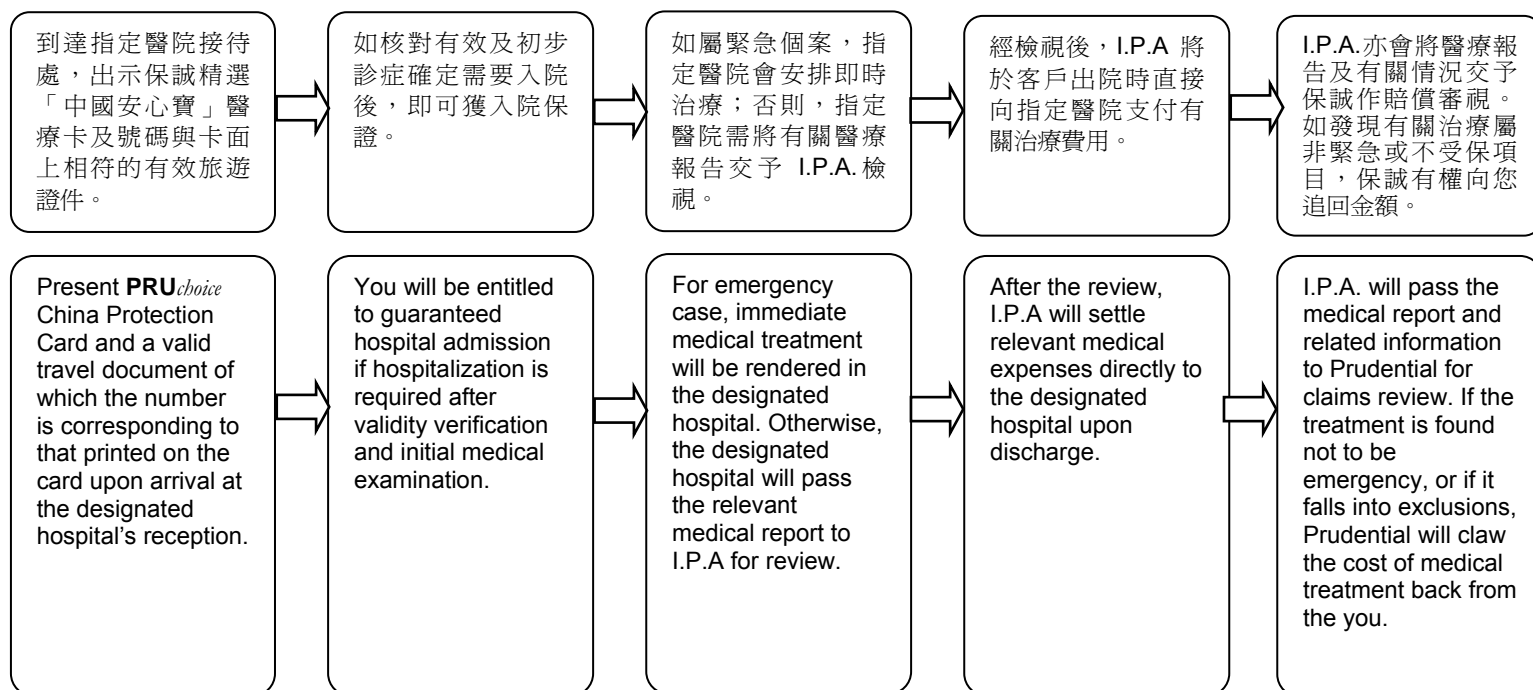 到達指定醫院接待
處，出示保誠精選
「中國安心寶」醫
療卡及號碼與卡面
上相符的有效旅遊
證件。
如核對有效及初步
診症確定需要入院
後，即可獲入院保
證。
如屬緊急個案，指
定醫院會安排即時
治療；否則，指定
醫院需將有關醫療
報告交予 I.P.A.檢
視。
經檢視後，I.P.A 將
於客戶出院時直接
向指定醫院支付有
關治療費用。
I.P.A.亦會將醫療報
告及有關情況交予
保誠作賠償審視。
如發現有關治療屬
非緊急或不受保項
目，保誠有權向您
追回金額。
Present PRUchoice
China Protection
Card and a valid
travel document of
which the number
is corresponding to
that printed on the
card upon arrival at
the designated
hospital’s reception.
You will be entitled
to guaranteed
hospital admission
if hospitalization is
required after
validity verification
and initial medical
examination.
For emergency
case, immediate
medical treatment
will be rendered in
the designated
hospital. Otherwise,
the designated
hospital will pass
the relevant
medical report to
I.P.A for review.
After the review,
I.P.A will settle
relevant medical
expenses directly to
the designated
hospital upon
discharge.
I.P.A. will pass the
medical report and
related information
to Prudential for
claims review. If the
treatment is found
not to be
emergency, or if it
falls into exclusions,
Prudential will claw
the cost of medical
treatment back from
the you.